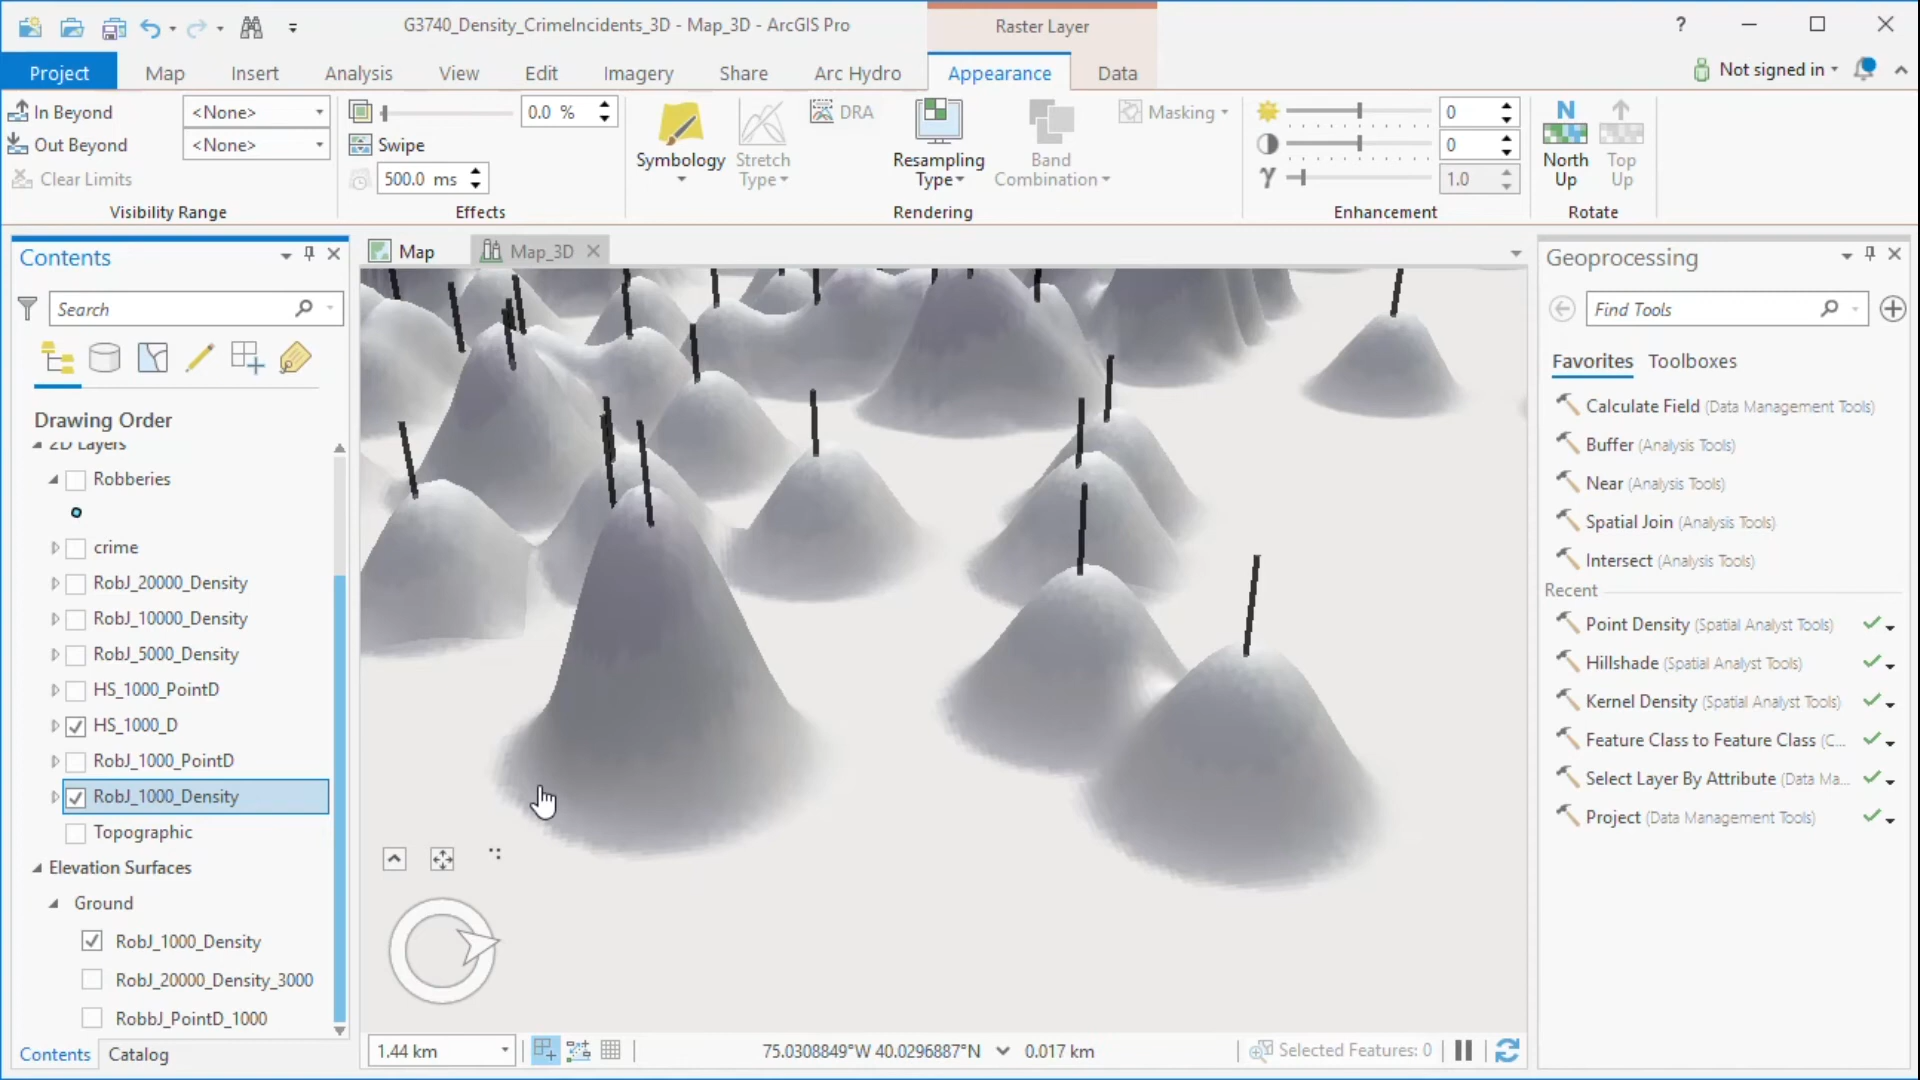 G3740_Density_CrimeIncidents_3D - Map_3D - ArcGIS Pro
Raster Layer
?
Project
Map
Insert
Analysis
View
Edit
Imagery
Share
Arc Hydro
Appearance
Data
Not signed in
In Beyond
<None>
Out Beyond
<None>
Clear Limits
Visibility Range
0.0 %
Swipe
500.0 ms
Effects
Symbology
Stretch
Type
DRA
Resampling
Type
Band
Combination
Masking
Rendering
0
0
γ
1.0
Enhancement
N
North
Up
Top
Up
Rotate
Contents
Search
Drawing Order
2D Layers
Robberies
crime
RobJ_20000_Density
RobJ_10000_Density
RobJ_5000_Density
HS_1000_PointD
HS_1000_D
RobJ_1000_PointD
RobJ_1000_Density
Topographic
Elevation Surfaces
Ground
RobJ_1000_Density
RobJ_20000_Density_3000
RobbJ_PointD_1000
Contents
Catalog
Map
Map_3D
1.44 km
75.0308849°W 40.0296887°N
0.017 km
Selected Features: 0
Geoprocessing
Find Tools
Favorites
Toolboxes
Calculate Field (Data Management Tools)
Buffer (Analysis Tools)
Near (Analysis Tools)
Spatial Join (Analysis Tools)
Intersect (Analysis Tools)
Recent
Point Density (Spatial Analyst Tools)
Hillshade (Spatial Analyst Tools)
Kernel Density (Spatial Analyst Tools)
Feature Class to Feature Class (C...
Select Layer By Attribute (Data Ma...
Project (Data Management Tools)